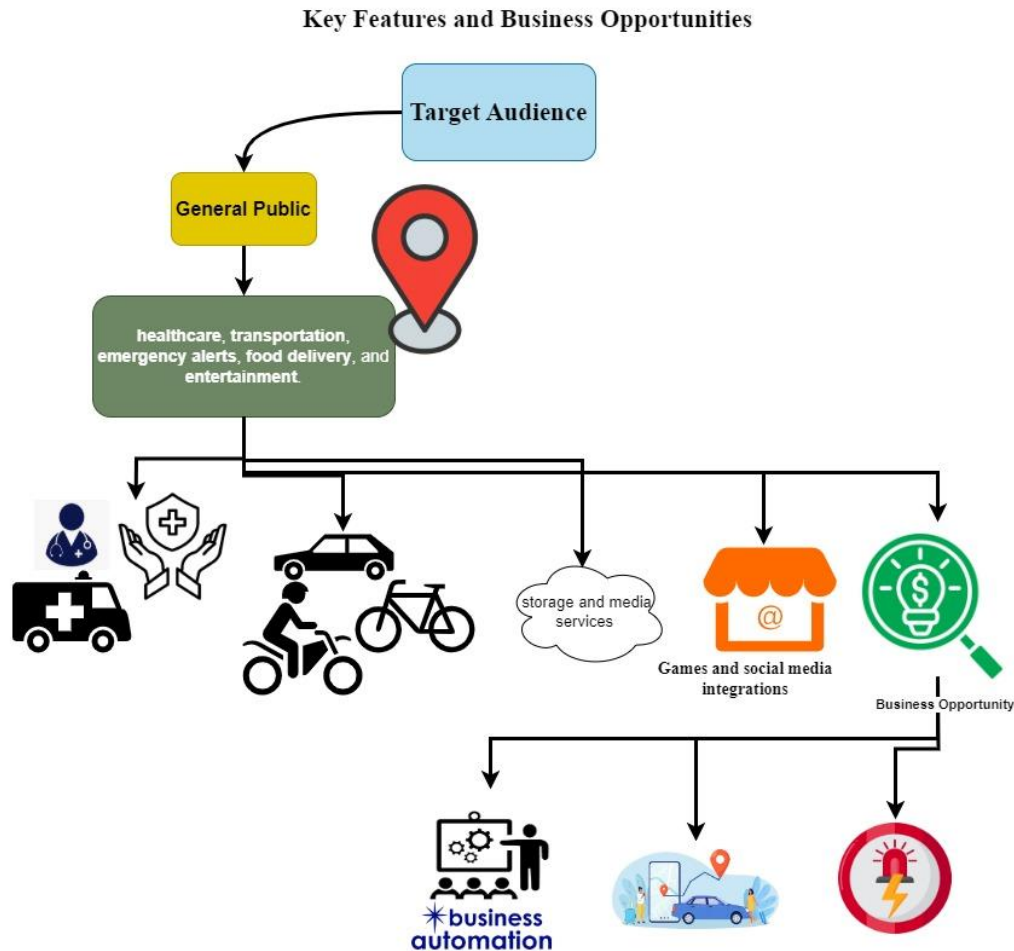 Key Features and Business Opportunities
Target Audience
General Public
healthcare, transportation,
emergency alerts, food delivery, and
entertainment.
storage and media
services
@
Games and social media
integrations
$
Business Opportunity
business
automation